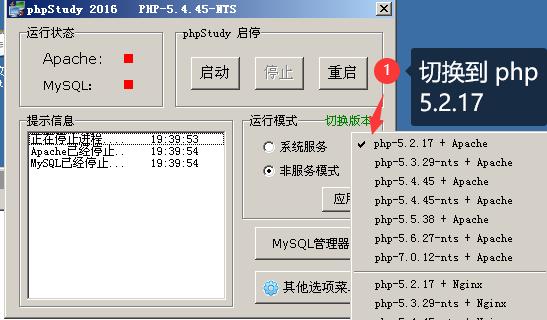 phpStudy 2016 PHP-5.4.45-NTS
运行状态
Apache:
MySQL:
phpStudy 启停
启动
停止
重启
1
切换到 php
5.2.17
提示信息
正在停止进程... 19:39:53
Apache已经停止... 19:39:54
MySQL已经停止... 19:39:54
运行模式
切换版本
系统服务
非服务模式
应
MySQL管理器
其他选项菜
php-5.2.17 + Apache
php-5.3.29-nts + Apache
php-5.4.45 + Apache
php-5.4.45-nts + Apache
php-5.5.38 + Apache
php-5.6.27-nts + Apache
php-7.0.12-nts + Apache
php-5.2.17 + Nginx
php-5.3.29-nts + Nginx
php-5.4.45-nts + Nginx